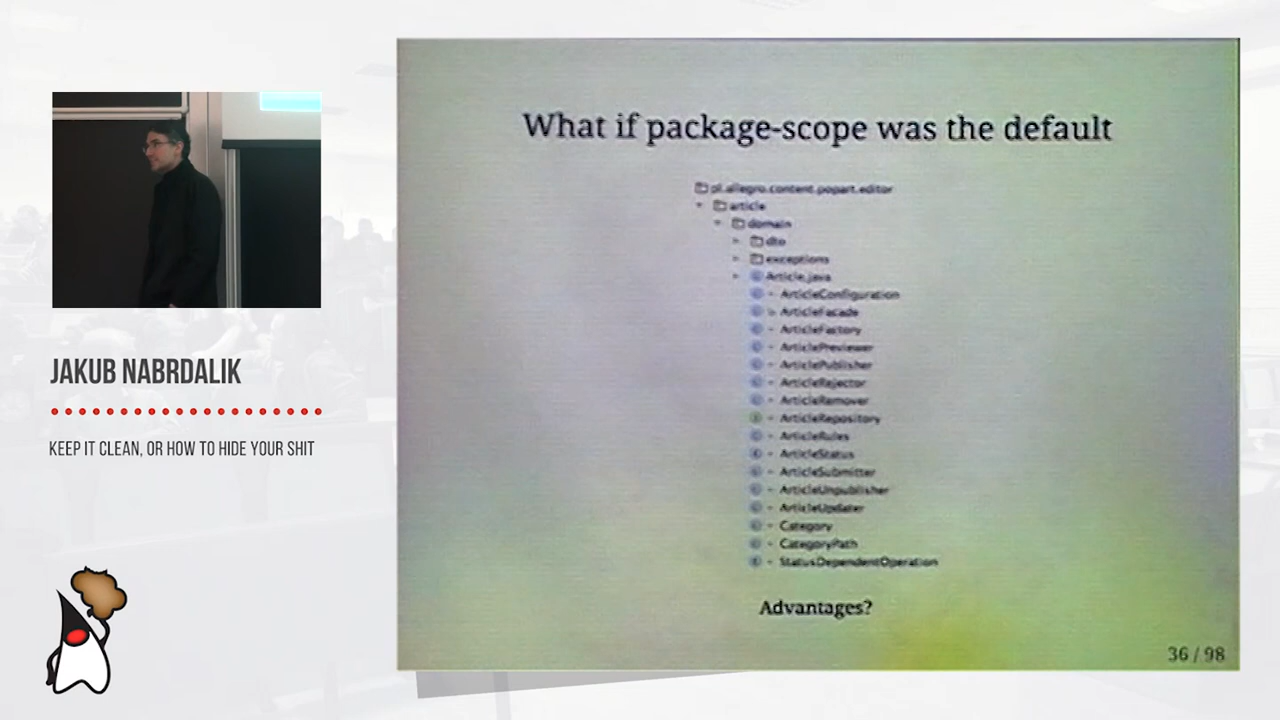 JAKUB NABRDALIK
KEEP IT CLEAN, OR HOW TO HIDE YOUR SHIT
What if package-scope was the default
pl.allegro.content.popart.editor
article
domain
dto
exceptions
Article.java
ArticleConfiguration
ArticleFacade
ArticleFactory
ArticlePreviewer
ArticlePublisher
ArticleRejector
ArticleRemover
ArticleRepository
ArticleRules
ArticleStatus
ArticleSubmitter
ArticleUnpublisher
ArticleUpdater
Category
CategoryPath
StatusDependentOperation
Advantages?
36 / 98